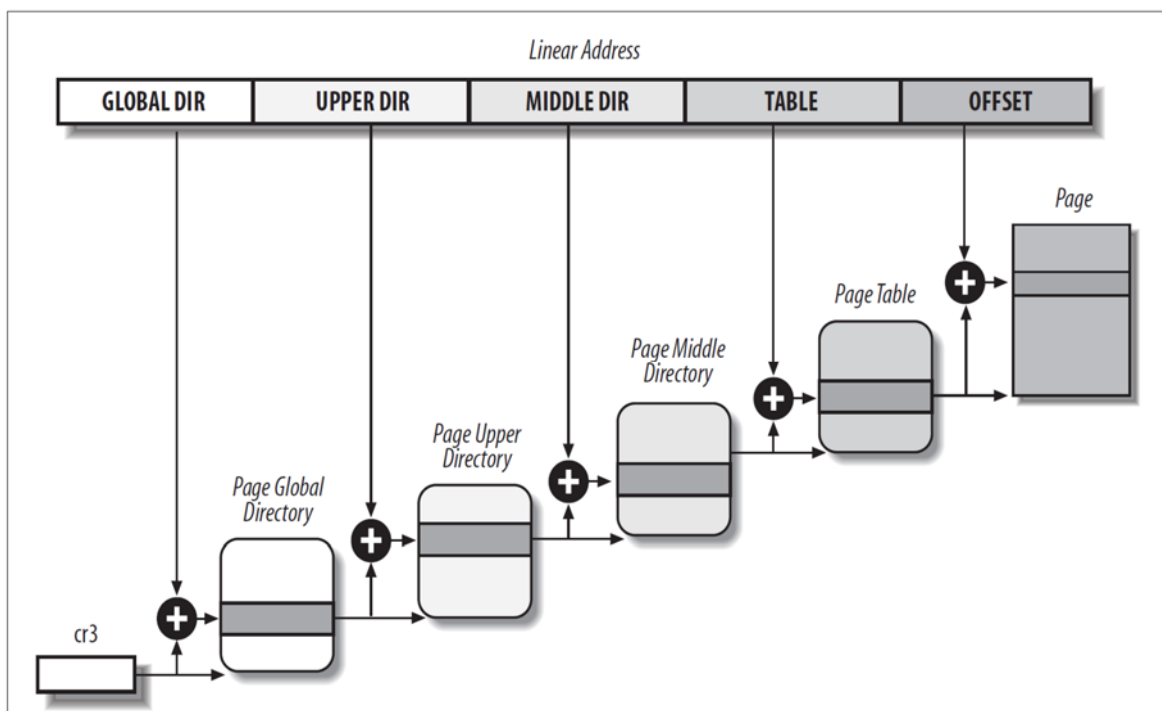 Linear Address
GLOBAL DIR
UPPER DIR
MIDDLE DIR
TABLE
OFFSET
Page
Page Table
Page Middle
Directory
Page Upper
Directory
Page Global
Directory
cr3